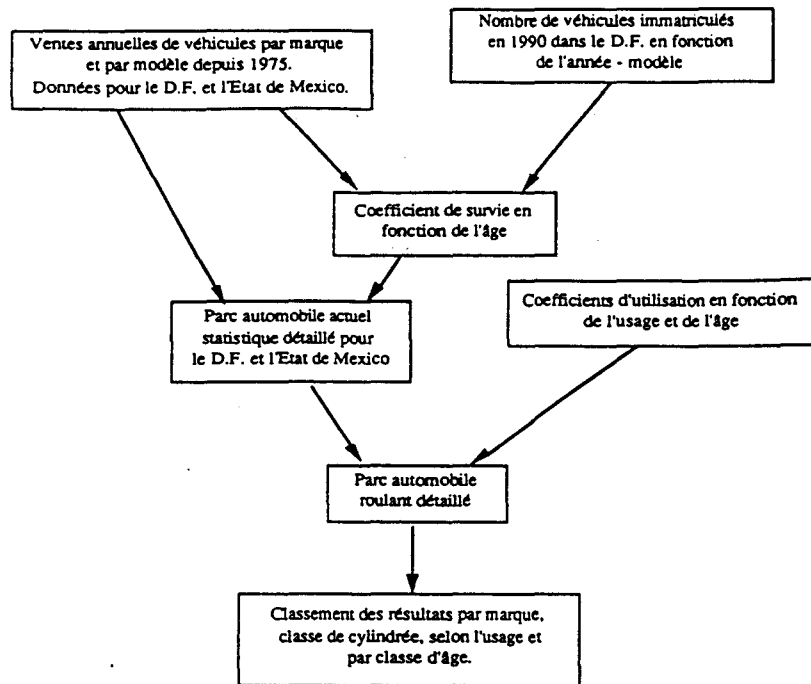 Ventes annuelles de véhicules par marque
et par modèle depuis 1975.
Données pour le D.F. et l'Etat de Mexico.
Nombre de véhicules immatriculés
en 1990 dans le D.F. en fonction
de l'année - modèle
Coefficient de survie en
fonction de l'âge
Parc automobile actuel
statistique détaillé pour
le D.F. et l'Etat de Mexico
Coefficients d'utilisation en fonction
de l'usage et de l'âge
Parc automobile
roulant détaillé
Classement des résultats par marque,
classe de cylindrée, selon l'usage et
par classe d'âge.